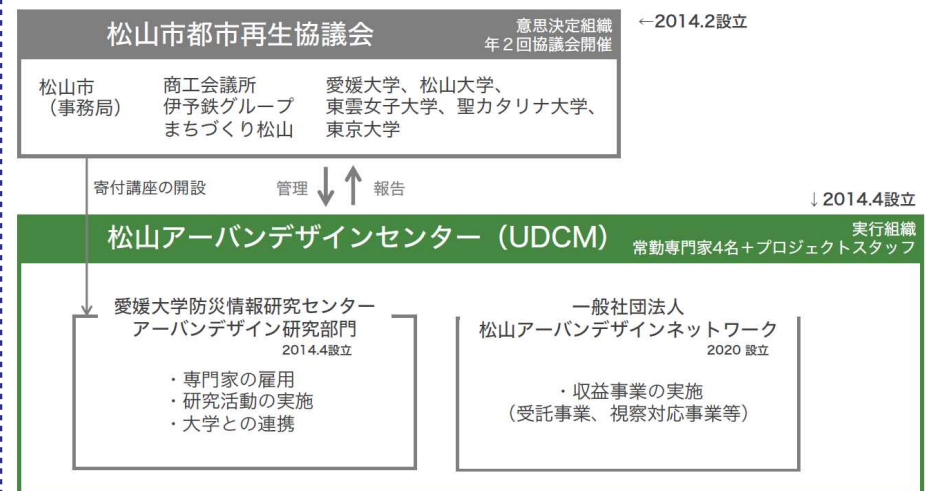 松山市都市再生協議会
意思決定組織
年２回協議会開催
←2014.2設立
松山市
（事務局）
商工会議所
伊予鉄グループ
まちづくり松山
愛媛大学、松山大学、
東雲女子大学、聖カタリナ大学、
東京大学
寄付講座の開設
管理
報告
↓2014.4設立
松山アーバンデザインセンター（UDCM）
実行組織
常勤専門家4名＋プロジェクトスタッフ
愛媛大学防災情報研究センター
アーバンデザイン研究部門
2014.4設立
・専門家の雇用
・研究活動の実施
・大学との連携
一般社団法人
松山アーバンデザインネットワーク
2020 設立
・収益事業の実施
（受託事業、視察対応事業等）